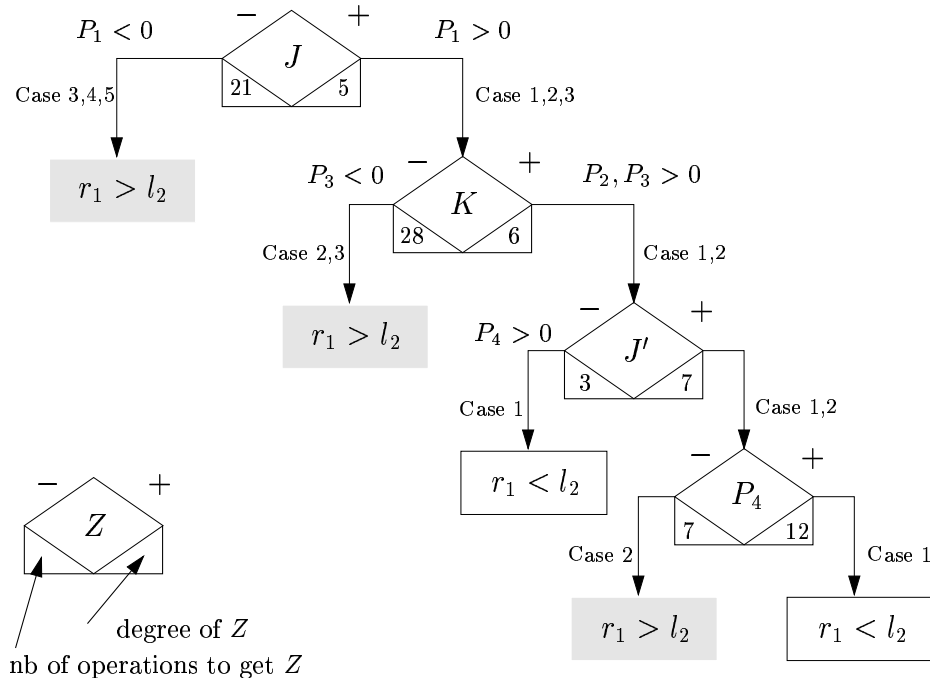 − +
P₁ < 0 J P₁ > 0
21 5
Case 3,4,5 Case 1,2,3
r₁ > l₂
− +
P₃ < 0 K P₂, P₃ > 0
28 6
Case 2,3 Case 1,2
r₁ > l₂
− +
P₄ > 0 J′
3 7
Case 1 Case 1,2
r₁ < l₂
− +
P₄
7 12
Case 2 Case 1
r₁ > l₂ r₁ < l₂
− +
Z
degree of Z
nb of operations to get Z